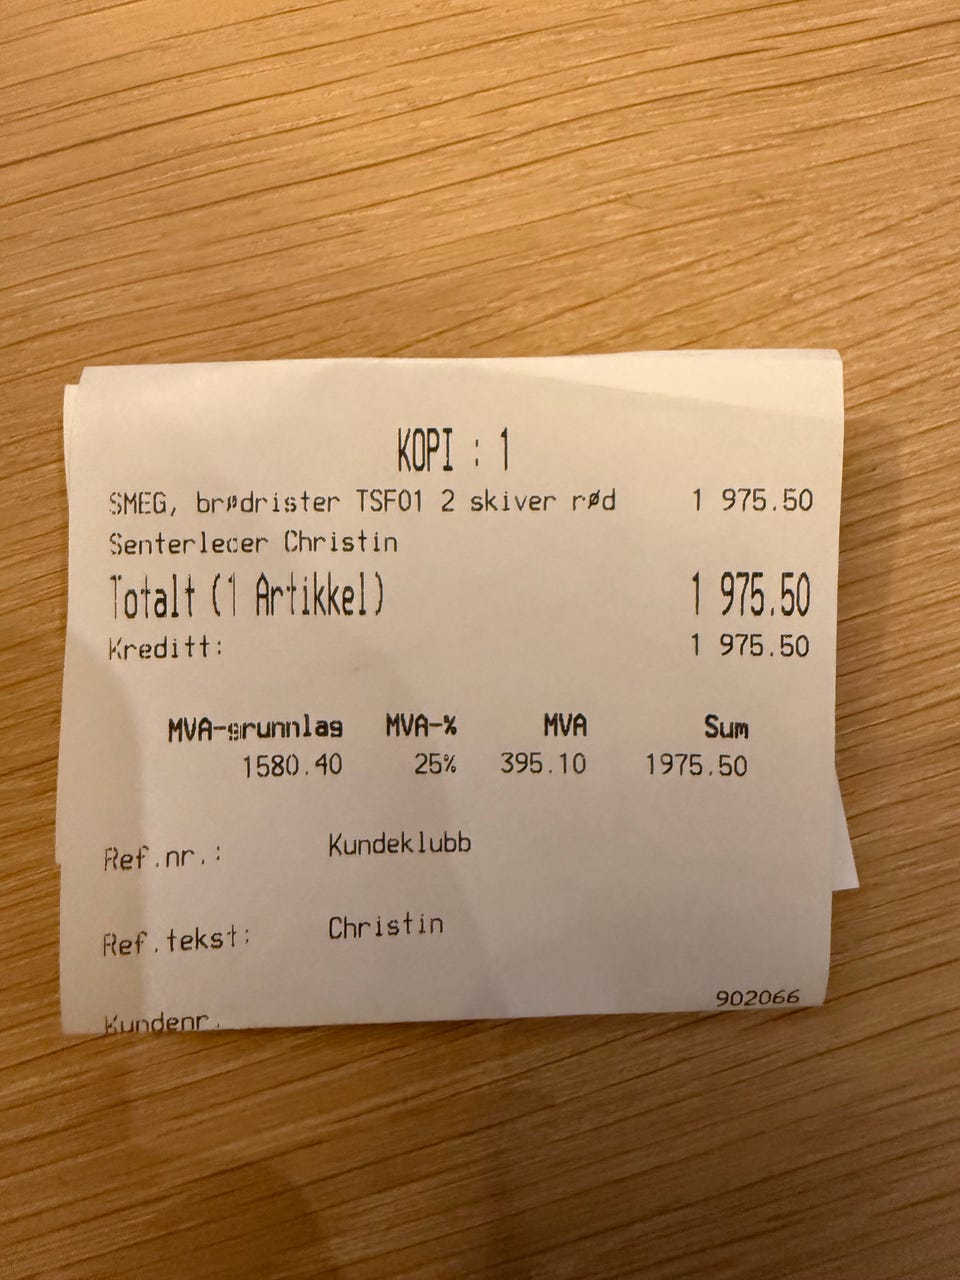 KOPI : 1
SMEG, brødrister TSF01 2 skiver rød 1 975.50
Senterleder Christin
Totalt (1 Artikkel) 1 975.50
Kreditt: 1 975.50
MVA-grunnlag MVA-% MVA Sum
1580.40 25% 395.10 1975.50
Ref.nr.: Kundeklubb
Ref.tekst: Christin
902066
Kundenr.